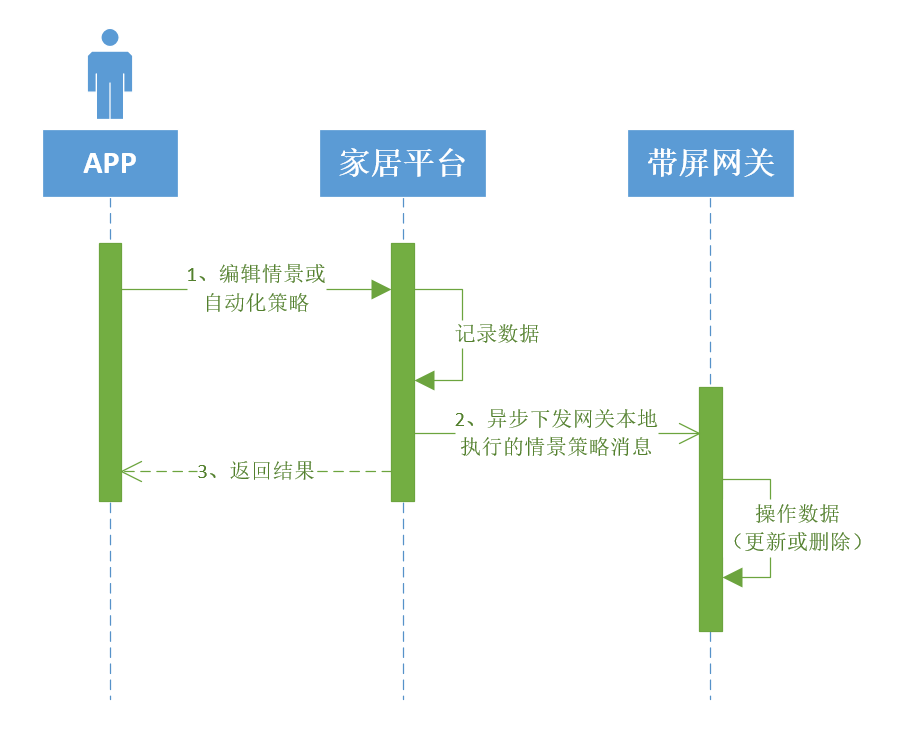 APP
家居平台
带屏网关
1、编辑情景或
自动化策略
记录数据
2、异步下发网关本地
执行的情景策略消息
3、返回结果
操作数据
（更新或删除）